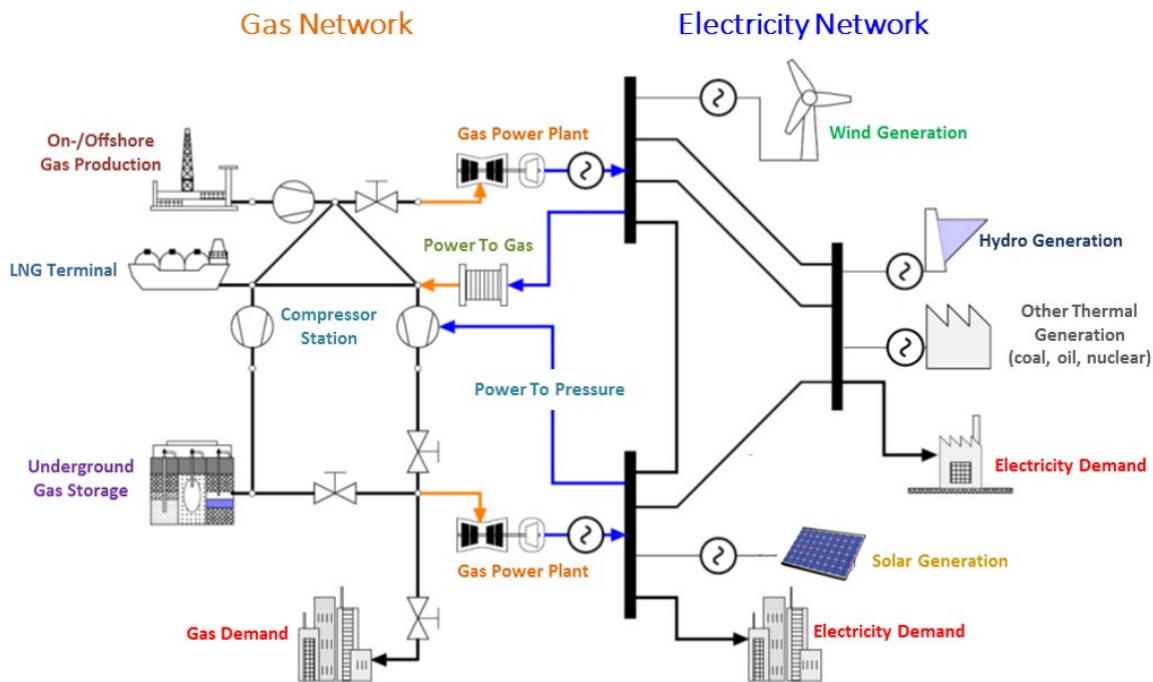 Gas Network
Electricity Network
On-/Offshore
Gas Production
Gas Power Plant
Wind Generation
LNG Terminal
Power To Gas
Hydro Generation
Compressor
Station
Other Thermal
Generation
(coal, oil, nuclear)
Power To Pressure
Underground
Gas Storage
Electricity Demand
Gas Power Plant
Solar Generation
Gas Demand
Electricity Demand